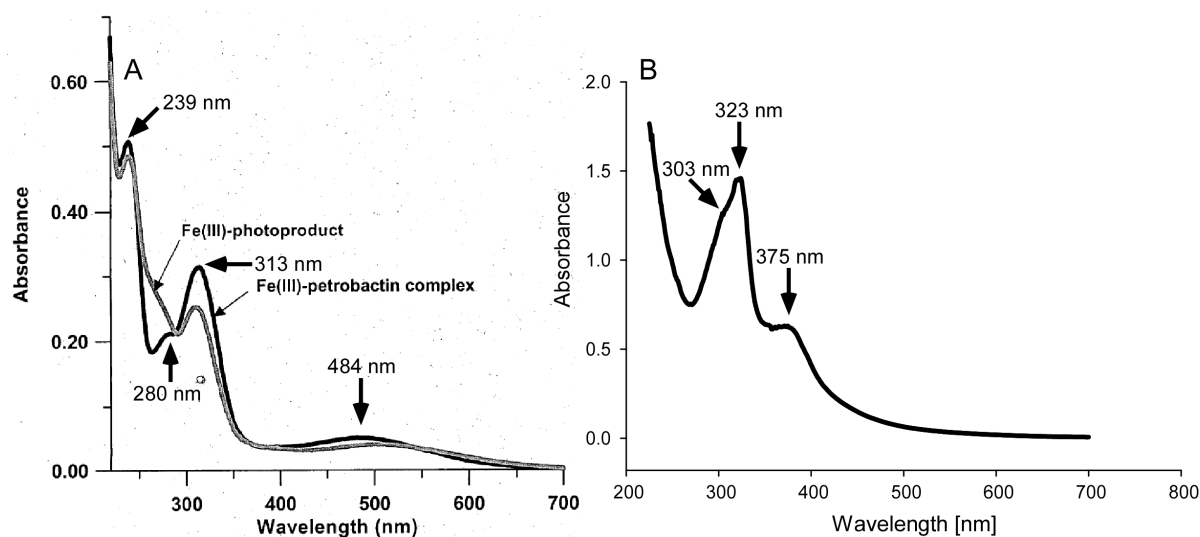 A
239 nm
Fe(III)-photoproduct
313 nm
Fe(III)-petrobactin complex
280 nm
484 nm
0.60
0.40
0.20
0.00
Absorbance
300
400
500
600
700
Wavelength (nm)
B
323 nm
303 nm
375 nm
2.0
1.5
1.0
0.5
0.0
Absorbance
200
300
400
500
600
700
800
Wavelength [nm]